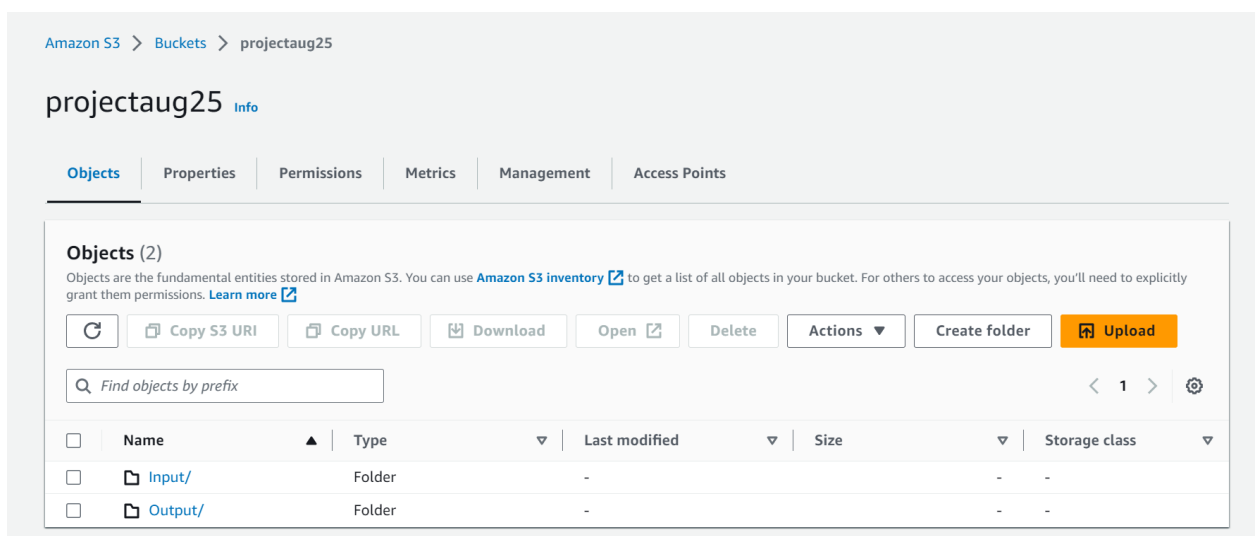 Amazon S3 > Buckets > projectaug25
projectaug25 Info
Objects Properties Permissions Metrics Management Access Points
Objects (2)
Objects are the fundamental entities stored in Amazon S3. You can use Amazon S3 inventory to get a list of all objects in your bucket. For others to access your objects, you'll need to explicitly
grant them permissions. Learn more
Copy S3 URI Copy URL Download Open Delete Actions Create folder Upload
Find objects by prefix < 1 >
Name Type Last modified Size Storage class
Input/ Folder - - -
Output/ Folder - - -